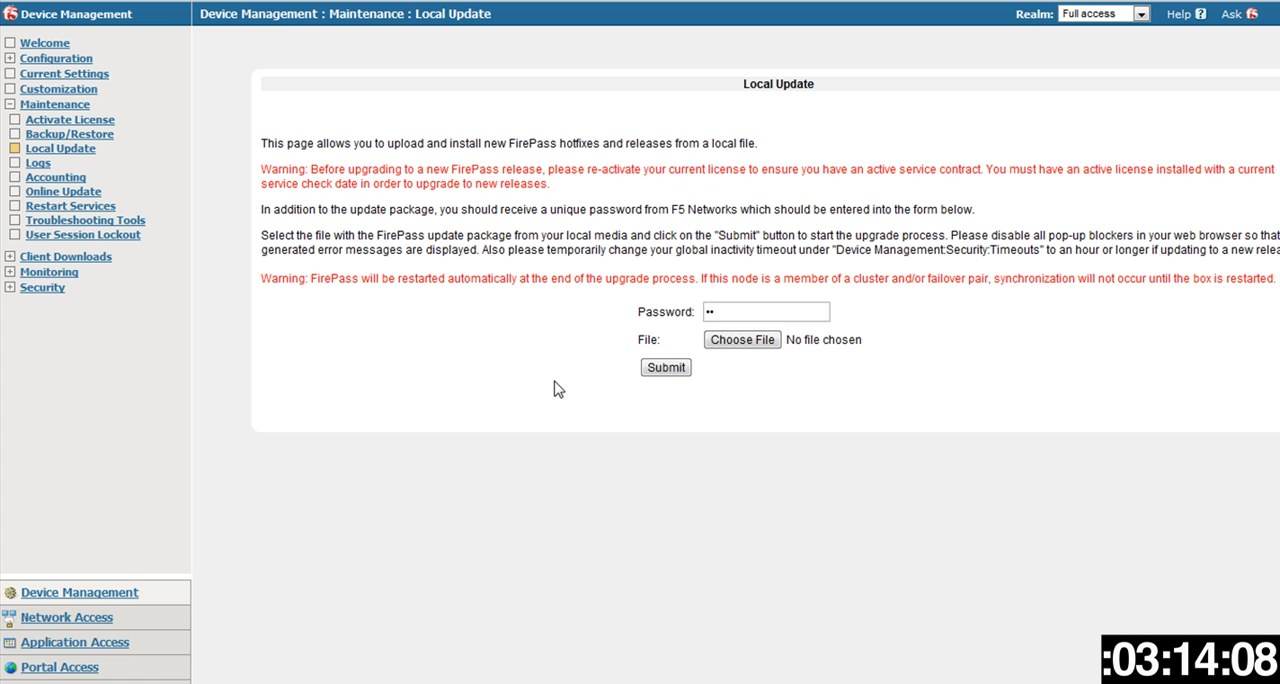 Device Management
Device Management : Maintenance : Local Update
Realm: Full access
Help ?
Ask f5
Welcome
Configuration
Current Settings
Customization
Maintenance
Activate License
Backup/Restore
Local Update
Logs
Accounting
Online Update
Restart Services
Troubleshooting Tools
User Session Lockout
Client Downloads
Monitoring
Security
Local Update
This page allows you to upload and install new FirePass hotfixes and releases from a local file.
Warning: Before upgrading to a new FirePass release, please re-activate your current license to ensure you have an active service contract. You must have an active license installed with a current
service check date in order to upgrade to new releases.
In addition to the update package, you should receive a unique password from F5 Networks which should be entered into the form below.
Select the file with the FirePass update package from your local media and click on the "Submit" button to start the upgrade process. Please disable all pop-up blockers in your web browser so that
generated error messages are displayed. Also please temporarily change your global inactivity timeout under "Device Management:Security:Timeouts" to an hour or longer if updating to a new relea
Warning: FirePass will be restarted automatically at the end of the upgrade process. If this node is a member of a cluster and/or failover pair, synchronization will not occur until the box is restarted.
Password: ••
File: Choose File No file chosen
Submit
Device Management
Network Access
Application Access
Portal Access
:03:14:08